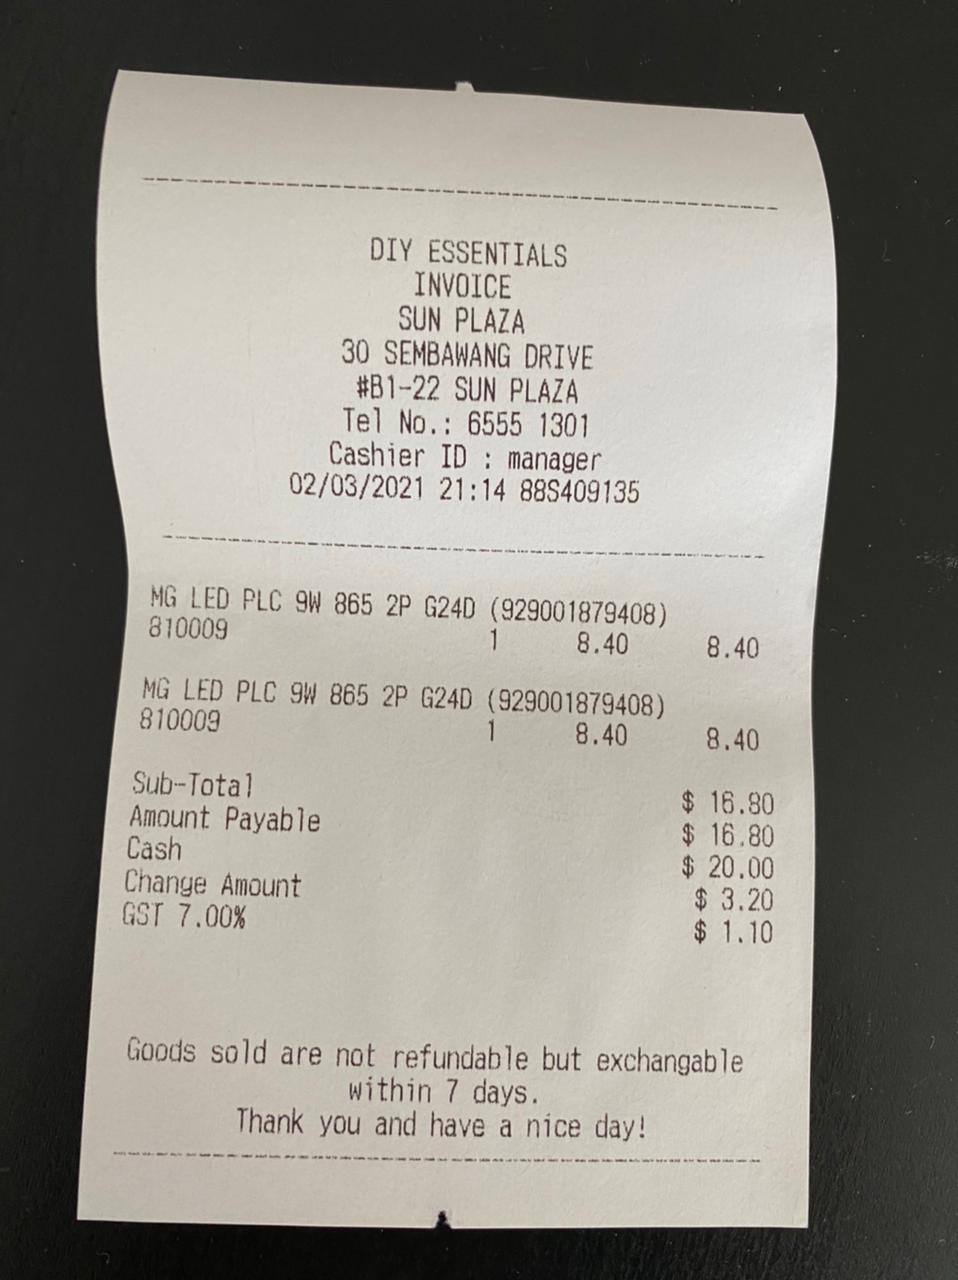 DIY ESSENTIALS
INVOICE
SUN PLAZA
30 SEMBAWANG DRIVE
#B1-22 SUN PLAZA
Tel No.: 6555 1301
Cashier ID : manager
02/03/2021 21:14 88S409135
MG LED PLC 9W 865 2P G24D (929001879408)
810009 1 8.40 8.40
MG LED PLC 9W 865 2P G24D (929001879408)
810009 1 8.40 8.40
Sub-Total $ 16.80
Amount Payable $ 16.80
Cash $ 20.00
Change Amount $ 3.20
GST 7.00% $ 1.10
Goods sold are not refundable but exchangable
within 7 days.
Thank you and have a nice day!